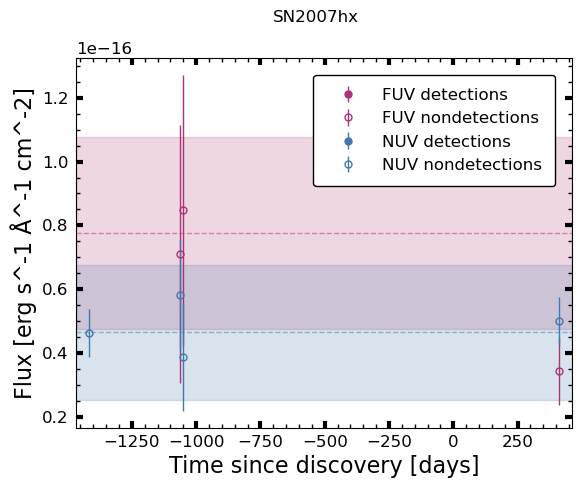 SN2007hx
1e−16
Flux [erg s^-1 Å^-1 cm^-2]
1.2
1.0
0.8
0.6
0.4
0.2
FUV detections
FUV nondetections
NUV detections
NUV nondetections
−1250 −1000 −750 −500 −250 0 250
Time since discovery [days]